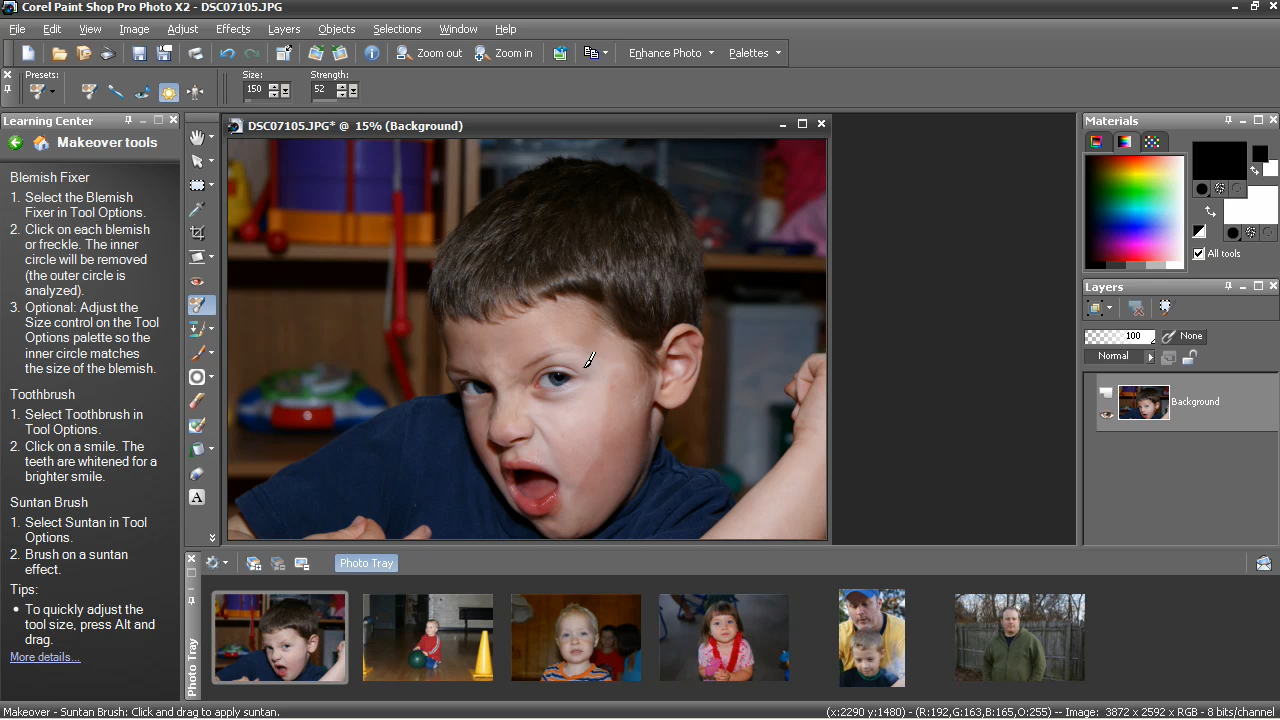 Corel Paint Shop Pro Photo X2 - DSC07105.JPG
File Edit View Image Adjust Effects Layers Objects Selections Window Help
Zoom out Zoom in Enhance Photo Palettes
Presets: Size: Strength:
150 52
Learning Center
Makeover tools
Blemish Fixer
1. Select the Blemish
Fixer in Tool Options.
2. Click on each blemish
or freckle. The inner
circle will be removed
(the outer circle is
analyzed).
3. Optional: Adjust the
Size control on the Tool
Options palette so the
inner circle matches
the size of the blemish.
Toothbrush
1. Select Toothbrush in
Tool Options.
2. Click on a smile. The
teeth are whitened for a
brighter smile.
Suntan Brush
1. Select Suntan in Tool
Options.
2. Brush on a suntan
effect.
Tips:
• To quickly adjust the
tool size, press Alt and
drag.
More details...
DSC07105.JPG* @ 15% (Background)
A
Materials
All tools
Layers
100 None
Normal
Background
Photo Tray
Photo Tray
Makeover - Suntan Brush: Click and drag to apply suntan.
(x:2290 y:1480) - (R:192,G:163,B:165,O:255) -- Image: 3872 x 2592 x RGB - 8 bits/channel